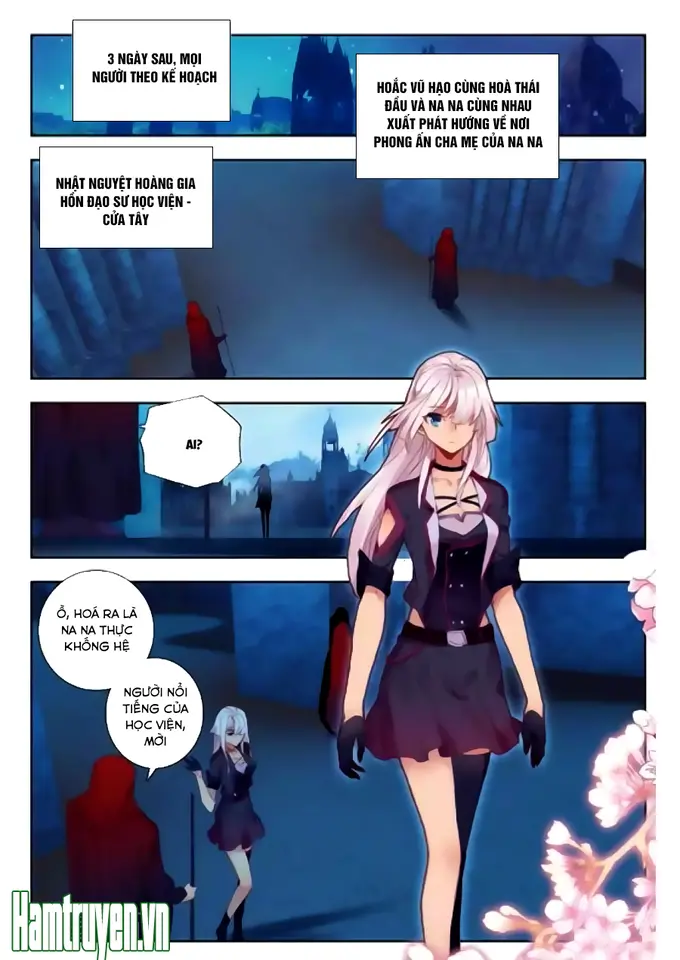 3 NGÀY SAU, MỌI
NGƯỜI THEO KẾ HOẠCH
HOẮC VŨ HẠO CÙNG HOÀ THÁI
ĐẦU VÀ NA NA CÙNG NHAU
XUẤT PHÁT HƯỚNG VỀ NƠI
PHONG ẤN CHA MẸ CỦA NA NA
NHẬT NGUYỆT HOÀNG GIA
HỒN ĐẠO SƯ HỌC VIỆN -
CỬA TÂY
AI?
Ồ, HOÁ RA LÀ
NA NA THỰC
KHỐNG HỆ
NGƯỜI NỔI
TIẾNG CỦA
HỌC VIỆN,
MỜI
Hamtruyen.vn